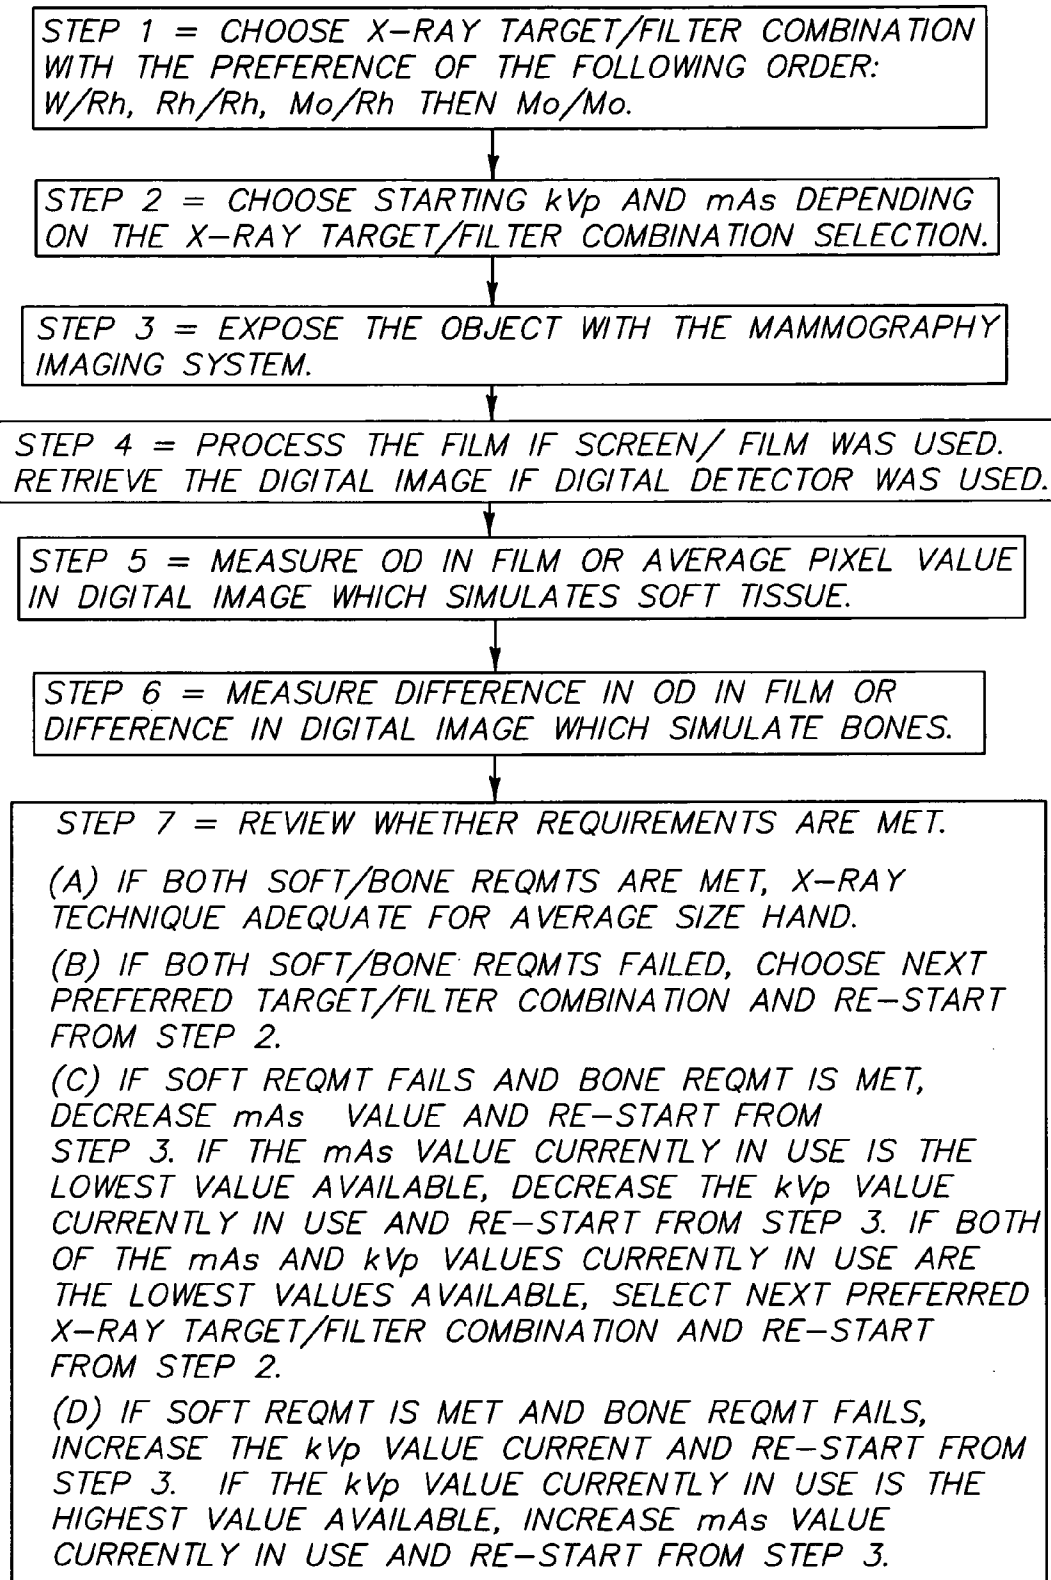 STEP 1 = CHOOSE X-RAY TARGET/FILTER COMBINATION
WITH THE PREFERENCE OF THE FOLLOWING ORDER:
W/Rh, Rh/Rh, Mo/Rh THEN Mo/Mo.
STEP 2 = CHOOSE STARTING kVp AND mAs DEPENDING
ON THE X-RAY TARGET/FILTER COMBINATION SELECTION.
STEP 3 = EXPOSE THE OBJECT WITH THE MAMMOGRAPHY
IMAGING SYSTEM.
STEP 4 = PROCESS THE FILM IF SCREEN/ FILM WAS USED.
RETRIEVE THE DIGITAL IMAGE IF DIGITAL DETECTOR WAS USED.
STEP 5 = MEASURE OD IN FILM OR AVERAGE PIXEL VALUE
IN DIGITAL IMAGE WHICH SIMULATES SOFT TISSUE.
STEP 6 = MEASURE DIFFERENCE IN OD IN FILM OR
DIFFERENCE IN DIGITAL IMAGE WHICH SIMULATE BONES.
STEP 7 = REVIEW WHETHER REQUIREMENTS ARE MET.
(A) IF BOTH SOFT/BONE REQMTS ARE MET, X-RAY
TECHNIQUE ADEQUATE FOR AVERAGE SIZE HAND.
(B) IF BOTH SOFT/BONE REQMTS FAILED, CHOOSE NEXT
PREFERRED TARGET/FILTER COMBINATION AND RE-START
FROM STEP 2.
(C) IF SOFT REQMT FAILS AND BONE REQMT IS MET,
DECREASE mAs VALUE AND RE-START FROM
STEP 3. IF THE mAs VALUE CURRENTLY IN USE IS THE
LOWEST VALUE AVAILABLE, DECREASE THE kVp VALUE
CURRENTLY IN USE AND RE-START FROM STEP 3. IF BOTH
OF THE mAs AND kVp VALUES CURRENTLY IN USE ARE
THE LOWEST VALUES AVAILABLE, SELECT NEXT PREFERRED
X-RAY TARGET/FILTER COMBINATION AND RE-START
FROM STEP 2.
(D) IF SOFT REQMT IS MET AND BONE REQMT FAILS,
INCREASE THE kVp VALUE CURRENT AND RE-START FROM
STEP 3. IF THE kVp VALUE CURRENTLY IN USE IS THE
HIGHEST VALUE AVAILABLE, INCREASE mAs VALUE
CURRENTLY IN USE AND RE-START FROM STEP 3.